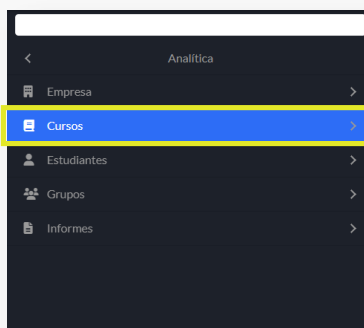 Analítica
Empresa
Cursos
Estudiantes
Grupos
Informes